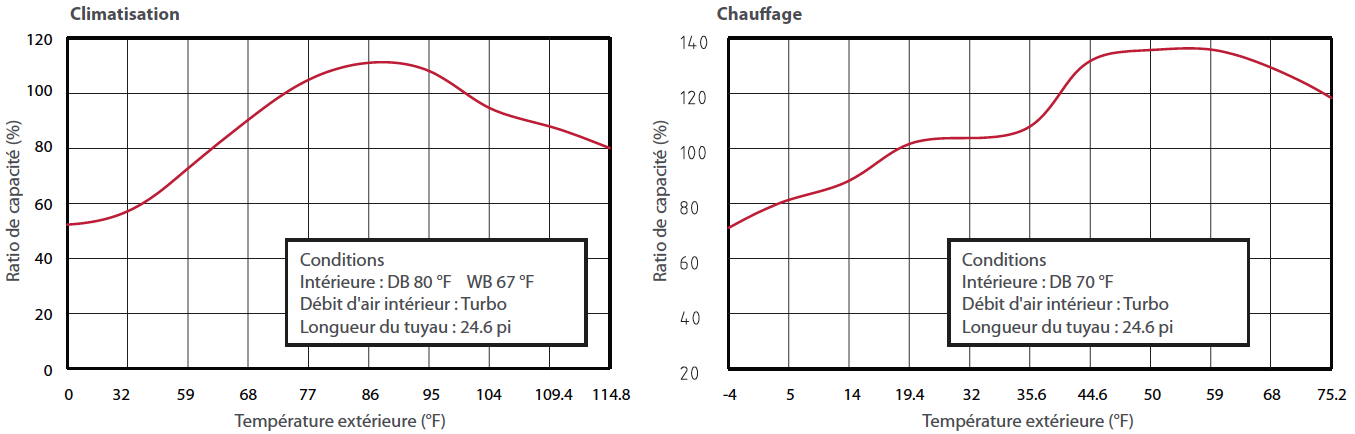 Climatisation
120
100
80
60
40
20
0
Ratio de capacité (%)
Conditions
Intérieure : DB 80 °F WB 67 °F
Débit d'air intérieur : Turbo
Longueur du tuyau : 24.6 pi
0 32 59 68 77 86 95 104 109.4 114.8
Température extérieure (°F)
Chauffage
140
120
100
80
60
40
20
Ratio de capacité (%)
Conditions
Intérieure : DB 70 °F
Débit d'air intérieur : Turbo
Longueur du tuyau : 24.6 pi
-4 5 14 19.4 32 35.6 44.6 50 59 68 75.2
Température extérieure (°F)